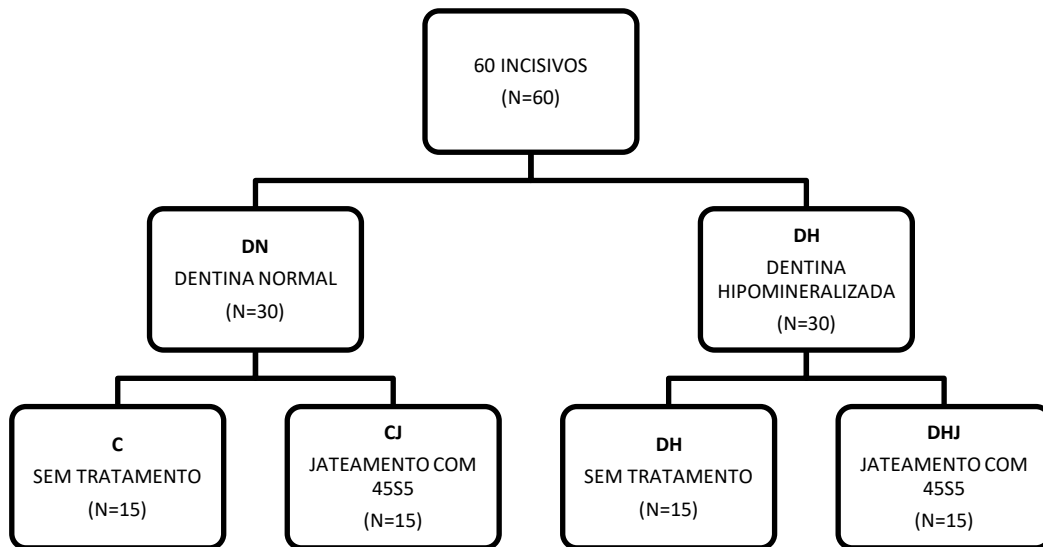 60 INCISIVOS
(N=60)
DN
DENTINA NORMAL
(N=30)
DH
DENTINA
HIPOMINERALIZADA
(N=30)
C
SEM TRATAMENTO
(N=15)
CJ
JATEAMENTO COM
45S5
(N=15)
DH
SEM TRATAMENTO
(N=15)
DHJ
JATEAMENTO COM
45S5
(N=15)